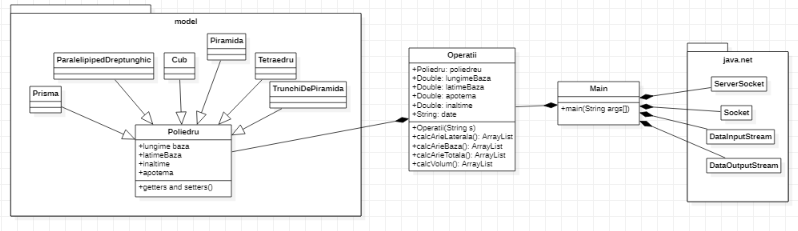 model
Prisma
ParalelipipedDreptunghic
Cub
Piramida
Tetraedru
TrunchiDePiramida
Poliedru
+lungime baza
+latimeBaza
+inaltime
+apotema
+getters and setters()
Operatii
+Poliedru: poliedreu
+Double: lungimeBaza
+Double: latimeBaza
+Double: apotema
+Double: inaltime
+String: date
+Operatii(String s)
+calcArieLaterala(): ArrayList
+calcArieBaza(): ArrayList
+calcArieTotala(): ArrayList
+calcVolum(): ArrayList
Main
+main(String args[])
java.net
ServerSocket
Socket
DataInputStream
DataOutputStream